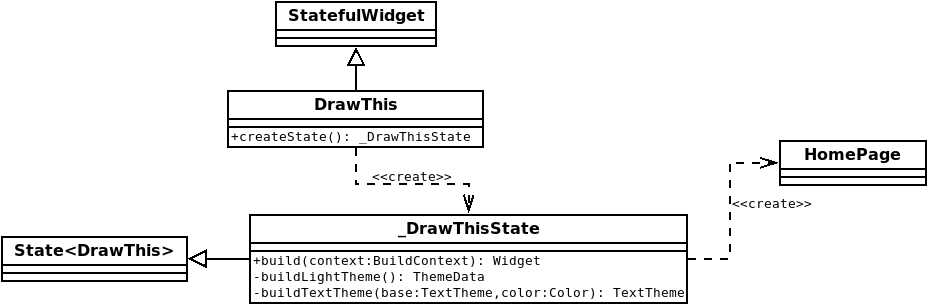 StatefulWidget
DrawThis
+createState(): _DrawThisState
<<create>>
HomePage
<<create>>
_DrawThisState
+build(context:BuildContext): Widget
-buildLightTheme(): ThemeData
-buildTextTheme(base:TextTheme,color:Color): TextTheme
State<DrawThis>